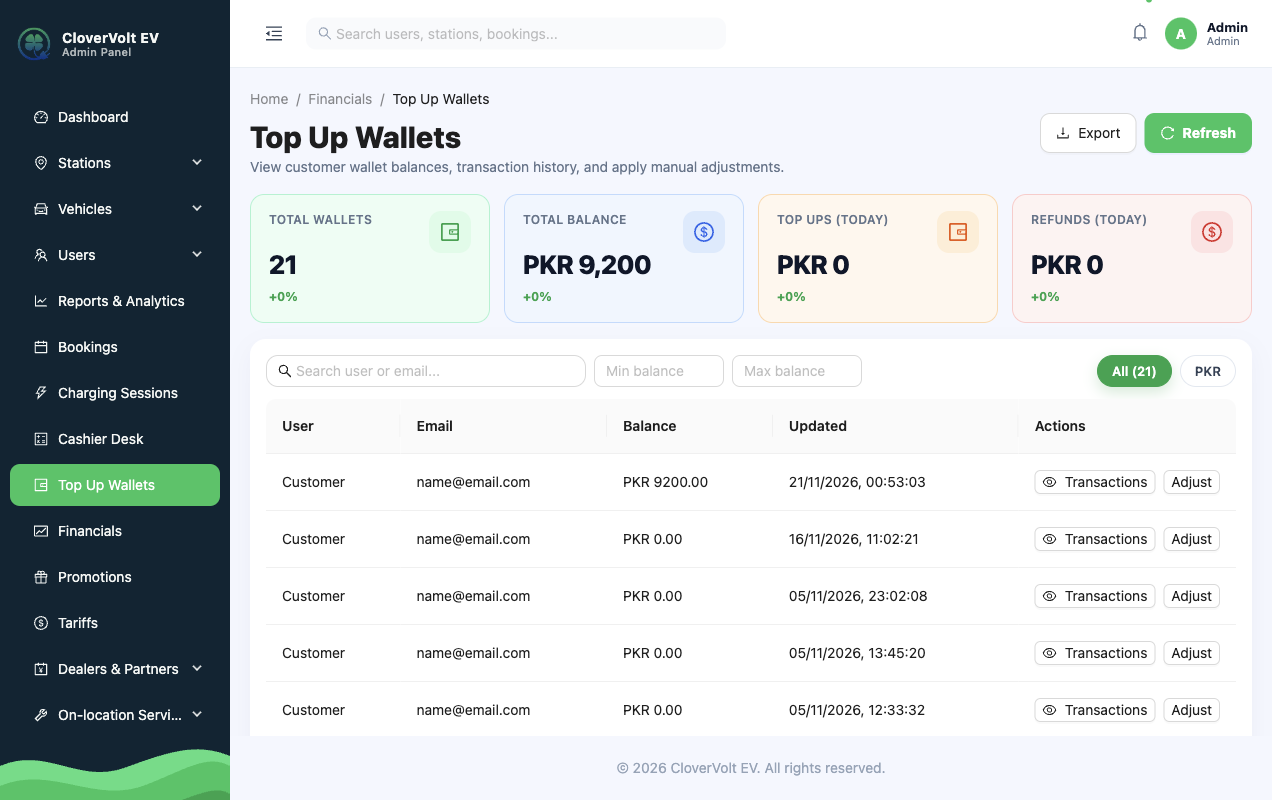 CloverVolt EV
Admin Panel
Dashboard
Stations
Vehicles
Users
Reports & Analytics
Bookings
Charging Sessions
Cashier Desk
Top Up Wallets
Financials
Promotions
Tariffs
Dealers & Partners
On-location Servi...
Search users, stations, bookings...
A
Admin
Admin
Home / Financials / Top Up Wallets
Top Up Wallets
View customer wallet balances, transaction history, and apply manual adjustments.
Export
Refresh
TOTAL WALLETS
21
+0%
TOTAL BALANCE
PKR 9,200
+0%
TOP UPS (TODAY)
PKR 0
+0%
REFUNDS (TODAY)
PKR 0
+0%
Search user or email...
Min balance
Max balance
All (21)
PKR
User Email Balance Updated Actions
Customer name@email.com PKR 9200.00 21/11/2026, 00:53:03 Transactions Adjust
Customer name@email.com PKR 0.00 16/11/2026, 11:02:21 Transactions Adjust
Customer name@email.com PKR 0.00 05/11/2026, 23:02:08 Transactions Adjust
Customer name@email.com PKR 0.00 05/11/2026, 13:45:20 Transactions Adjust
Customer name@email.com PKR 0.00 05/11/2026, 12:33:32 Transactions Adjust
© 2026 CloverVolt EV. All rights reserved.